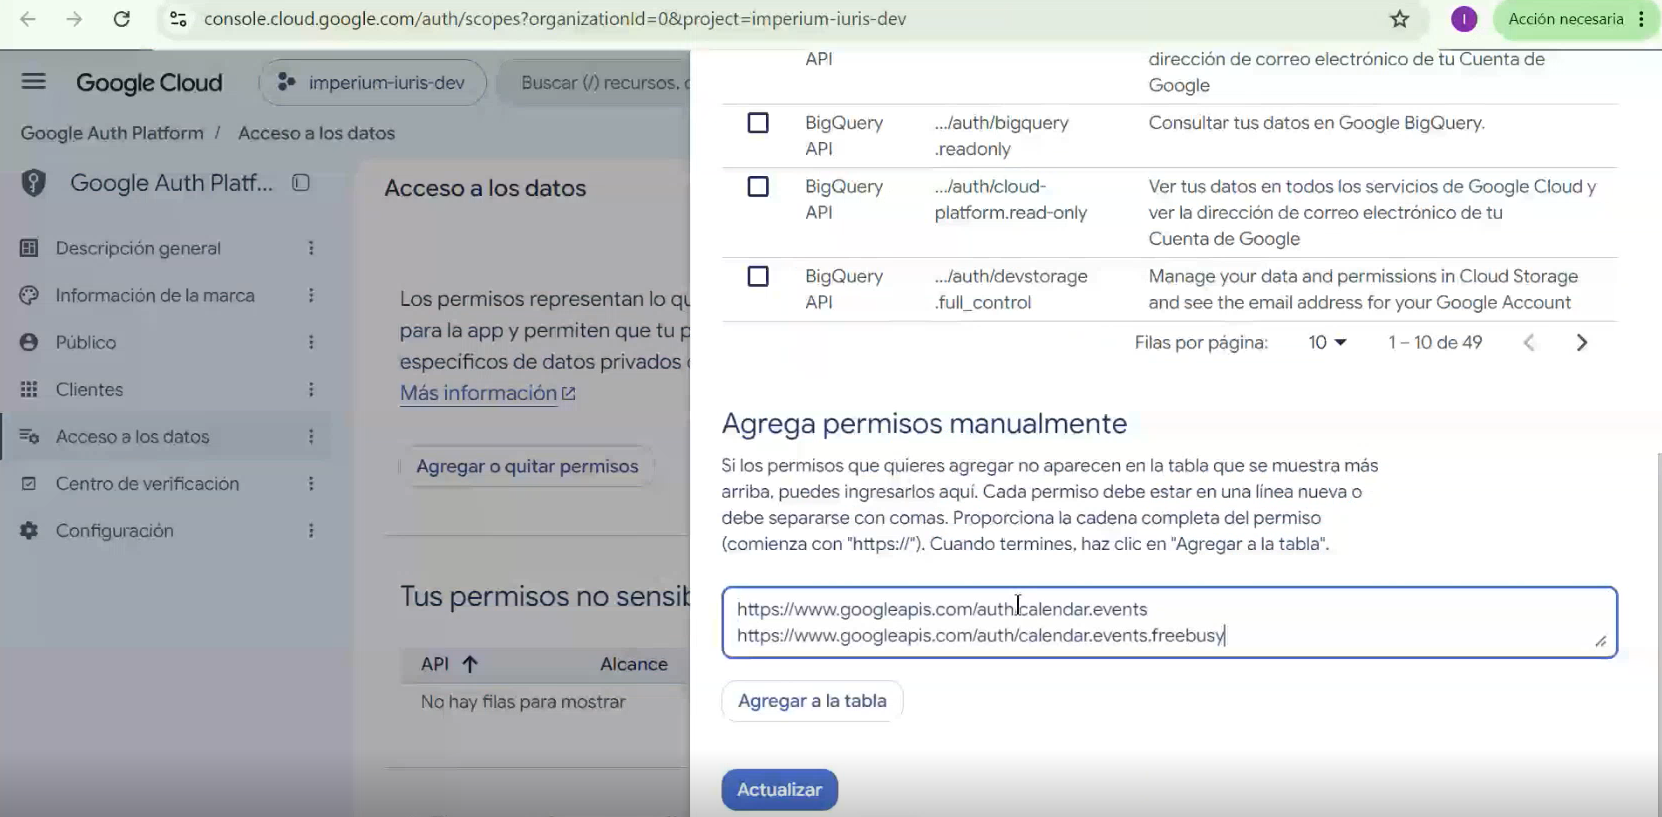 console.cloud.google.com/auth/scopes?organizationId=0&project=imperium-iuris-dev
I
Acción necesaria
Google Cloud
imperium-iuris-dev
Buscar (/) recursos,
Google Auth Platform / Acceso a los datos
Google Auth Platf...
Descripción general
Información de la marca
Público
Clientes
Acceso a los datos
Centro de verificación
Configuración
Acceso a los datos
Los permisos representan lo qu
para la app y permiten que tu p
específicos de datos privados
Más información
Agregar o quitar permisos
Tus permisos no sensib
API ↑ Alcance
No hay filas para mostrar
API
dirección de correo electrónico de tu Cuenta de
Google
BigQuery
API
.../auth/bigquery
.readonly
Consultar tus datos en Google BigQuery.
BigQuery
API
.../auth/cloud-
platform.read-only
Ver tus datos en todos los servicios de Google Cloud y
ver la dirección de correo electrónico de tu
Cuenta de Google
BigQuery
API
.../auth/devstorage
.full_control
Manage your data and permissions in Cloud Storage
and see the email address for your Google Account
Filas por página: 10 1 – 10 de 49
Agrega permisos manualmente
Si los permisos que quieres agregar no aparecen en la tabla que se muestra más
arriba, puedes ingresarlos aquí. Cada permiso debe estar en una línea nueva o
debe separarse con comas. Proporciona la cadena completa del permiso
(comienza con "https://"). Cuando termines, haz clic en "Agregar a la tabla".
https://www.googleapis.com/auth/calendar.events
https://www.googleapis.com/auth/calendar.events.freebusy
Agregar a la tabla
Actualizar